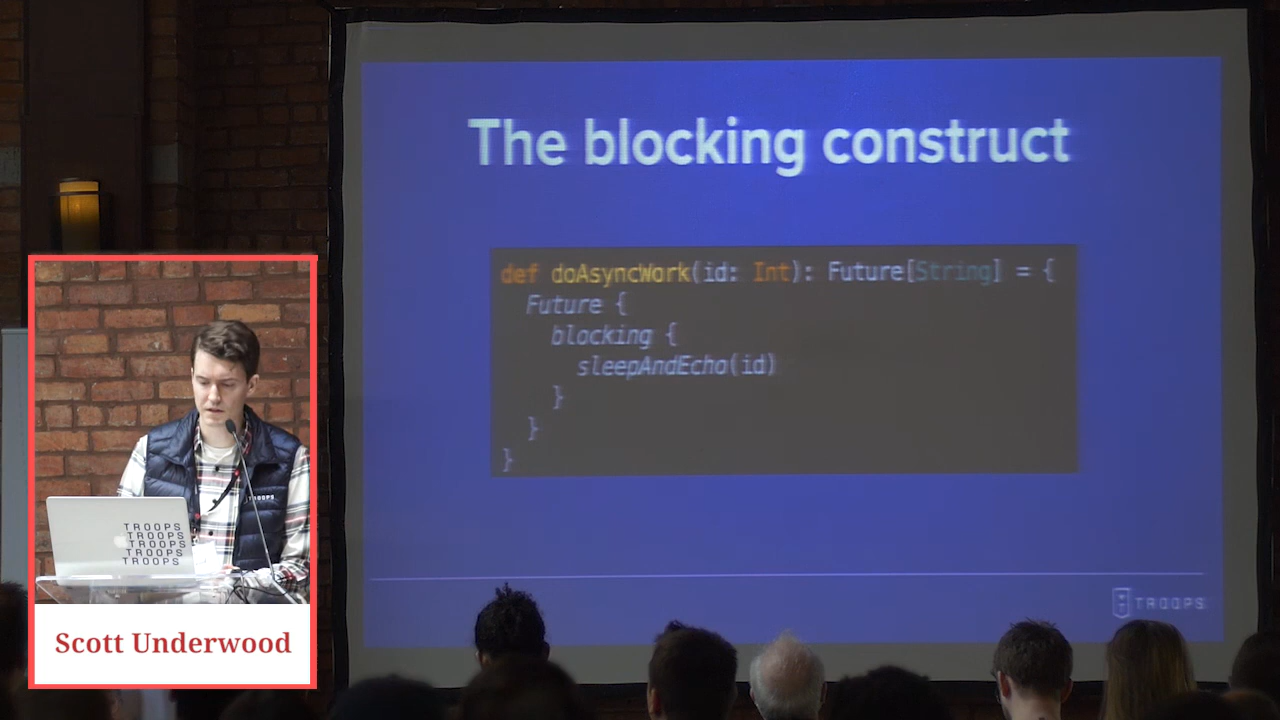 The blocking construct
def doAsyncWork(id: Int): Future[String] = {
  Future {
    blocking {
      sleepAndEcho(id)
    }
  }
}
TROOPS
TROOPS
TROOPS
TROOPS
TROOPS
TROOPS
TROOPS
Scott Underwood